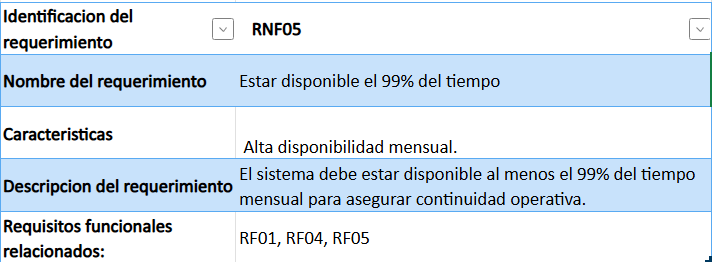 Identificacion del
requerimiento
RNF05
Nombre del requerimiento
Estar disponible el 99% del tiempo
Caracteristicas
Alta disponibilidad mensual.
Descripcion del requerimiento
El sistema debe estar disponible al menos el 99% del tiempo
mensual para asegurar continuidad operativa.
Requisitos funcionales
relacionados:
RF01, RF04, RF05